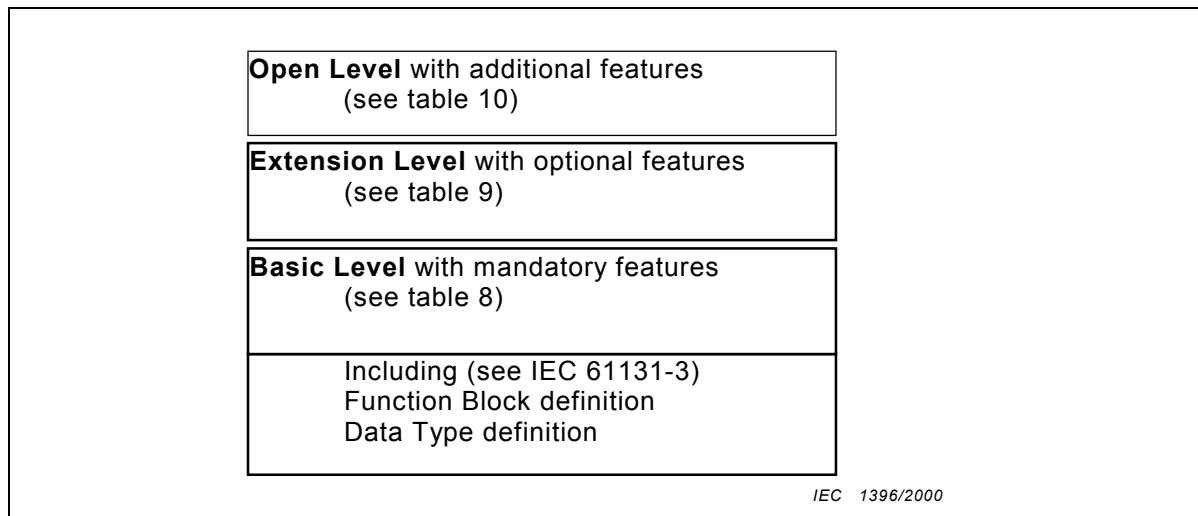 Open Level with additional features
(see table 10)
Extension Level with optional features
(see table 9)
Basic Level with mandatory features
(see table 8)
Including (see IEC 61131-3)
Function Block definition
Data Type definition
IEC 1396/2000